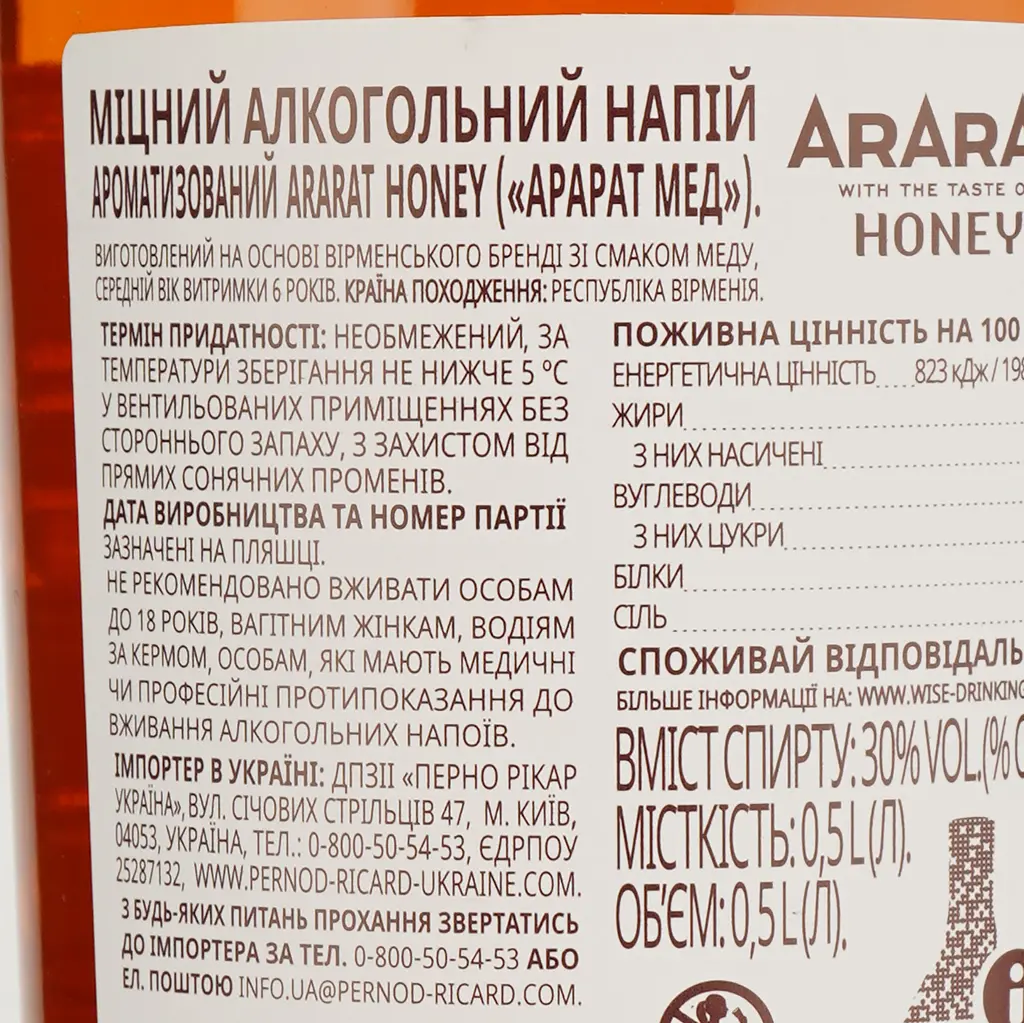 МІЦНИЙ АЛКОГОЛЬНИЙ НАПІЙ
АРОМАТИЗОВАНИЙ ARARAT HONEY («АРАРАТ МЕД»).
ВИГОТОВЛЕНИЙ НА ОСНОВІ ВІРМЕНСЬКОГО БРЕНДІ ЗІ СМАКОМ МЕДУ,
СЕРЕДНІЙ ВІК ВИТРИМКИ 6 РОКІВ. КРАЇНА ПОХОДЖЕННЯ: РЕСПУБЛІКА ВІРМЕНІЯ.
ТЕРМІН ПРИДАТНОСТІ: НЕОБМЕЖЕНИЙ, ЗА
ТЕМПЕРАТУРИ ЗБЕРІГАННЯ НЕ НИЖЧЕ 5 °C
У ВЕНТИЛЬОВАНИХ ПРИМІЩЕННЯХ БЕЗ
СТОРОННЬОГО ЗАПАХУ, З ЗАХИСТОМ ВІД
ПРЯМИХ СОНЯЧНИХ ПРОМЕНІВ.
ДАТА ВИРОБНИЦТВА ТА НОМЕР ПАРТІЇ
ЗАЗНАЧЕНІ НА ПЛЯШЦІ.
НЕ РЕКОМЕНДОВАНО ВЖИВАТИ ОСОБАМ
ДО 18 РОКІВ, ВАГІТНИМ ЖІНКАМ, ВОДІЯМ
ЗА КЕРМОМ, ОСОБАМ, ЯКІ МАЮТЬ МЕДИЧНІ
ЧИ ПРОФЕСІЙНІ ПРОТИПОКАЗАННЯ ДО
ВЖИВАННЯ АЛКОГОЛЬНИХ НАПОЇВ.
ІМПОРТЕР В УКРАЇНІ: ДПЗІІ «ПЕРНО РІКАР
УКРАЇНА», ВУЛ. СІЧОВИХ СТРІЛЬЦІВ 47, М. КИЇВ,
04053, УКРАЇНА, ТЕЛ.: 0-800-50-54-53, ЄДРПОУ
25287132, WWW.PERNOD-RICARD-UKRAINE.COM.
З БУДЬ-ЯКИХ ПИТАНЬ ПРОХАННЯ ЗВЕРТАТИСЬ
ДО ІМПОРТЕРА ЗА ТЕЛ. 0-800-50-54-53 АБО
ЕЛ. ПОШТОЮ INFO.UA@PERNOD-RICARD.COM.
ARARA
WITH THE TASTE O
HONEY
ПОЖИВНА ЦІННІСТЬ НА 100
ЕНЕРГЕТИЧНА ЦІННІСТЬ....823 кДж / 198
ЖИРИ
З НИХ НАСИЧЕНІ
ВУГЛЕВОДИ
З НИХ ЦУКРИ
БІЛКИ
СІЛЬ
СПОЖИВАЙ ВІДПОВІДАЛЬ
БІЛЬШЕ ІНФОРМАЦІЇ НА: WWW.WISE-DRINKING
ВМІСТ СПИРТУ: 30% VOL.(%
МІСТКІСТЬ: 0,5 L (Л).
ОБ'ЄМ: 0,5 L (Л).